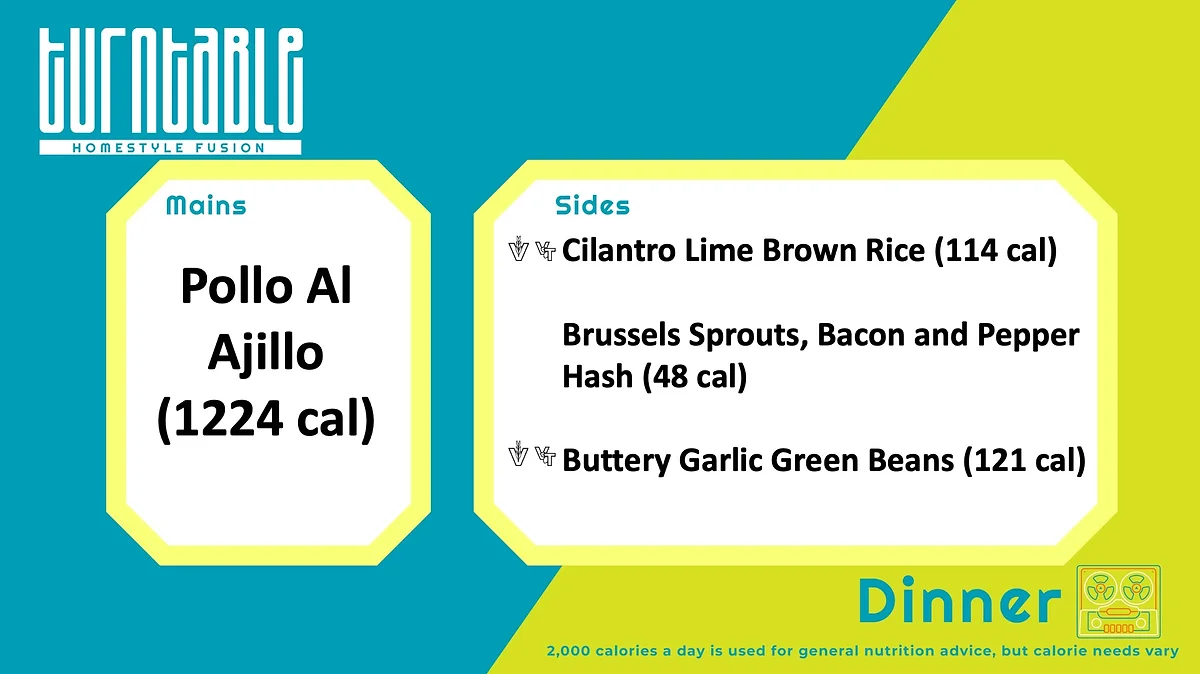 turntable
HOMESTYLE FUSION
Mains
Pollo Al
Ajillo
(1224 cal)
Sides
V VT Cilantro Lime Brown Rice (114 cal)
Brussels Sprouts, Bacon and Pepper
Hash (48 cal)
V VT Buttery Garlic Green Beans (121 cal)
Dinner
2,000 calories a day is used for general nutrition advice, but calorie needs vary